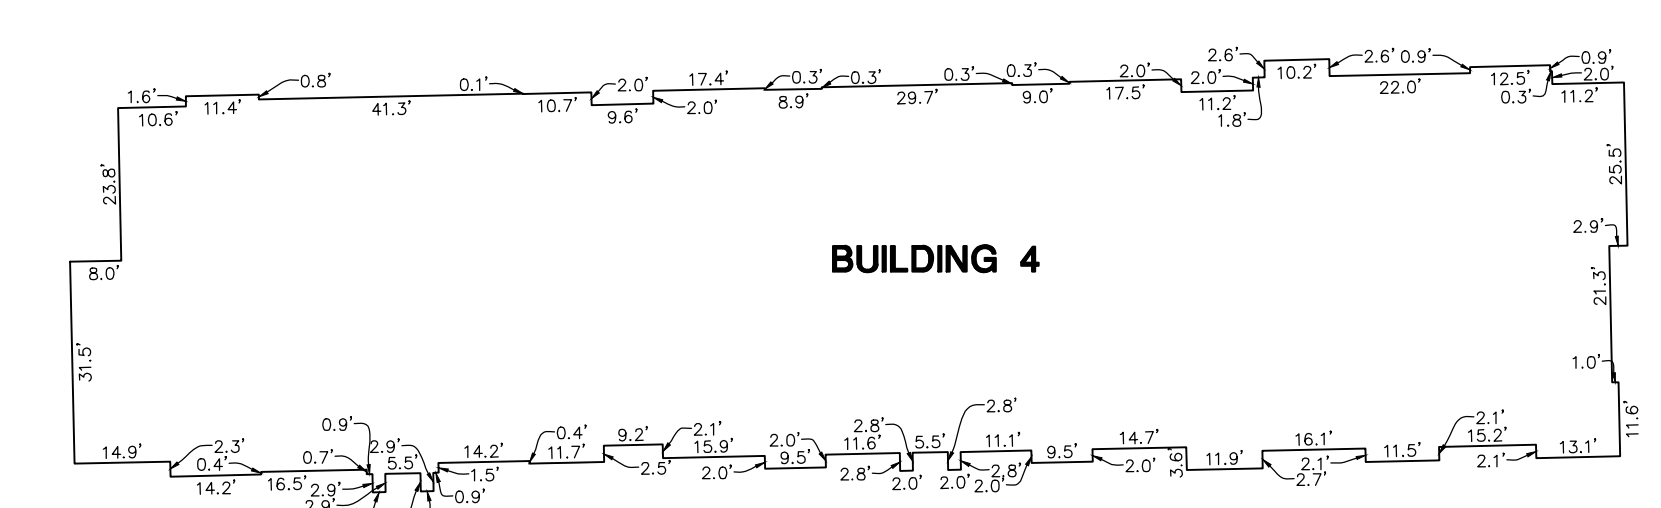 2.6' 2.6' 0.9' 0.9'
1.6' 0.8' 0.1' 2.0' 17.4' 0.3' 0.3' 0.3' 0.3' 2.0' 2.0' 10.2' 12.5' 2.0'
10.6' 11.4' 41.3' 10.7' 9.6' 2.0' 8.9' 29.7' 9.0' 17.5' 11.2' 1.8' 22.0' 0.3' 11.2'
23.8' 25.5'
2.9'
BUILDING 4
8.0'
21.3'
31.5' 1.0'
11.6'
0.9' 2.9' 0.4' 9.2' 2.1' 2.8' 2.8' 2.1'
14.9' 2.3' 0.4' 0.7' 5.5' 14.2' 11.7' 15.9' 2.0' 11.6' 5.5' 11.1' 14.7' 16.1' 15.2'
14.2' 16.5' 2.9' 1.5' 2.5' 2.0' 9.5' 2.8' 2.8' 9.5' 2.0' 3.6' 11.9' 2.1' 11.5' 2.1' 13.1'
2.9' 0.9' 2.0' 2.0' 2.0' 2.7'